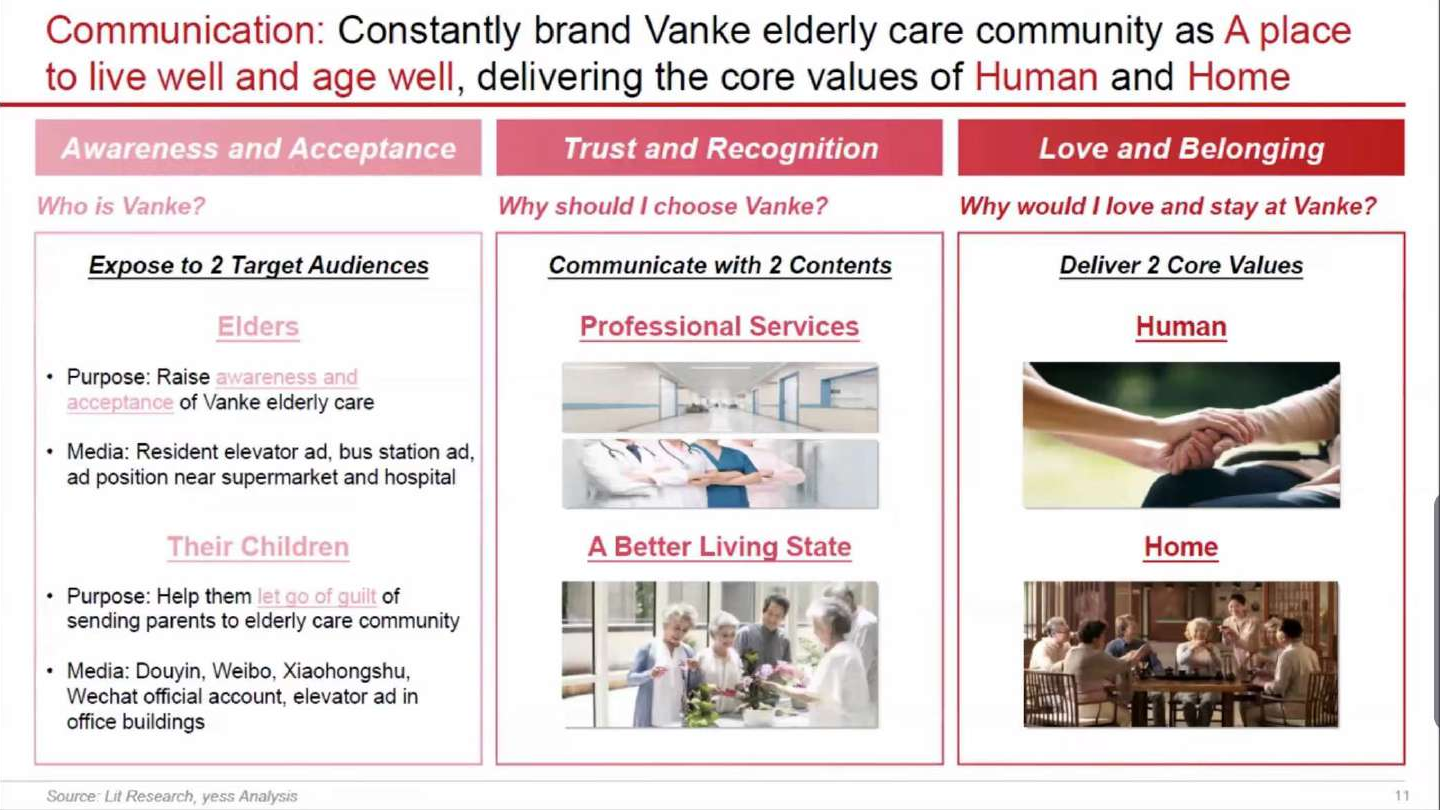 Communication: Constantly brand Vanke elderly care community as A place
to live well and age well, delivering the core values of Human and Home
Awareness and Acceptance
Who is Vanke?
Expose to 2 Target Audiences
Elders
• Purpose: Raise awareness and
acceptance of Vanke elderly care
• Media: Resident elevator ad, bus station ad,
ad position near supermarket and hospital
Their Children
• Purpose: Help them let go of guilt of
sending parents to elderly care community
• Media: Douyin, Weibo, Xiaohongshu,
Wechat official account, elevator ad in
office buildings
Trust and Recognition
Why should I choose Vanke?
Communicate with 2 Contents
Professional Services
A Better Living State
Love and Belonging
Why would I love and stay at Vanke?
Deliver 2 Core Values
Human
Home
Source: Lit Research, yess Analysis
11